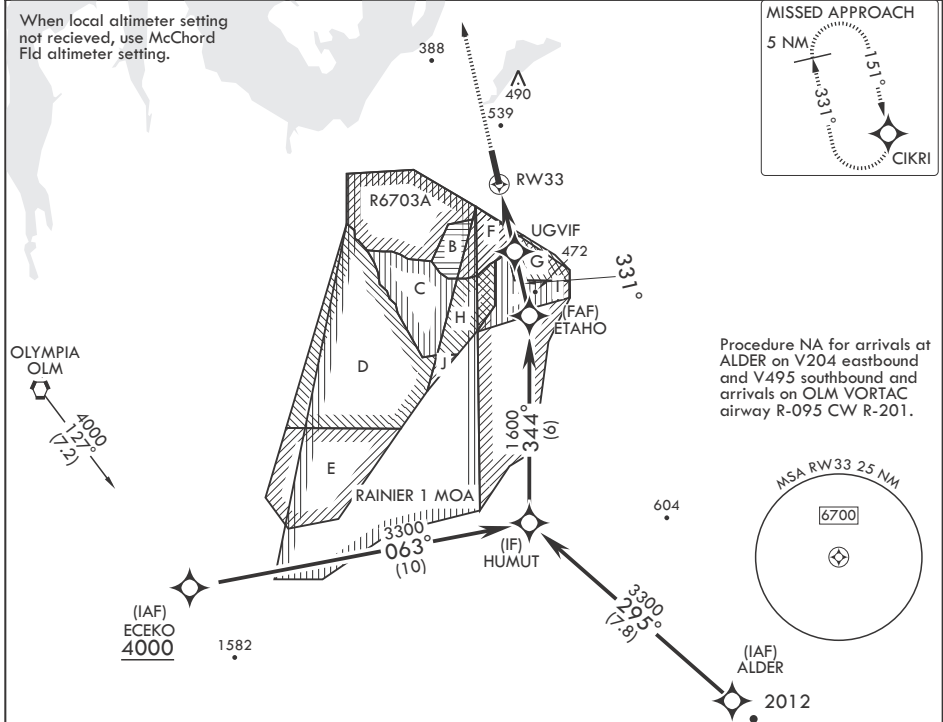 When local altimeter setting
not recieved, use McChord
Fld altimeter setting.
388
490
539
MISSED APPROACH
5 NM
331°
151°
CIKRI
RW33
R6703A
F
UGVIF
B
472
G
C
I
331°
H
(FAF)
ETAHO
J
D
OLYMPIA
OLM
4000
127°
(7.2)
Procedure NA for arrivals at
ALDER on V204 eastbound
and V495 southbound and
arrivals on OLM VORTAC
airway R-095 CW R-201.
1600
344°
(6)
E
RAINIER 1 MOA
MSA RW33 25 NM
6700
604
3300
063°
(10)
(IF)
HUMUT
(IAF)
ECEKO
4000
1582
3300
295°
(7.8)
(IAF)
ALDER
2012